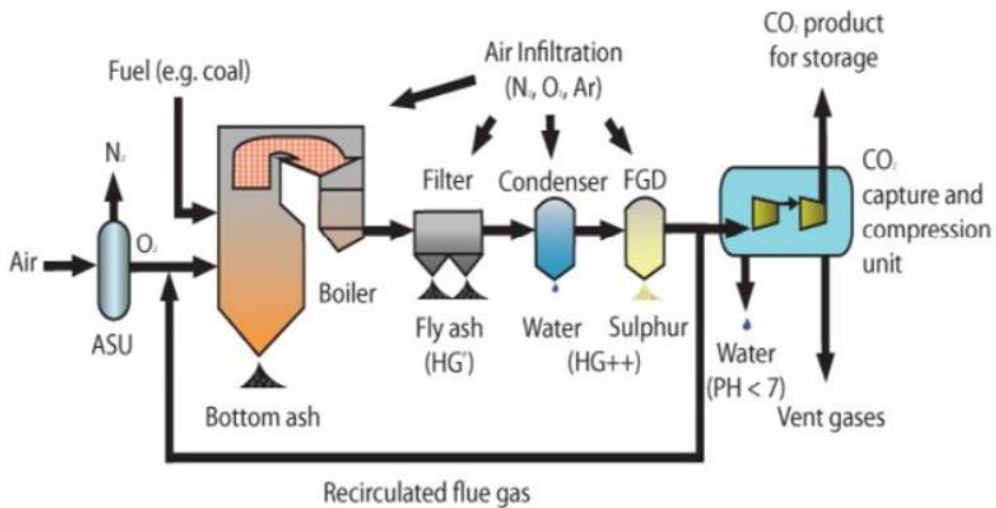 CO₂ product
for storage
Air Infiltration
(N₂, O₂, Ar)
Fuel (e.g. coal)
N₂
Filter
Condenser
FGD
CO₂
capture and
compression
unit
O₂
Air
Boiler
ASU
Fly ash
(HG°)
Water
Sulphur
(HG++)
Water
(PH < 7)
Bottom ash
Vent gases
Recirculated flue gas